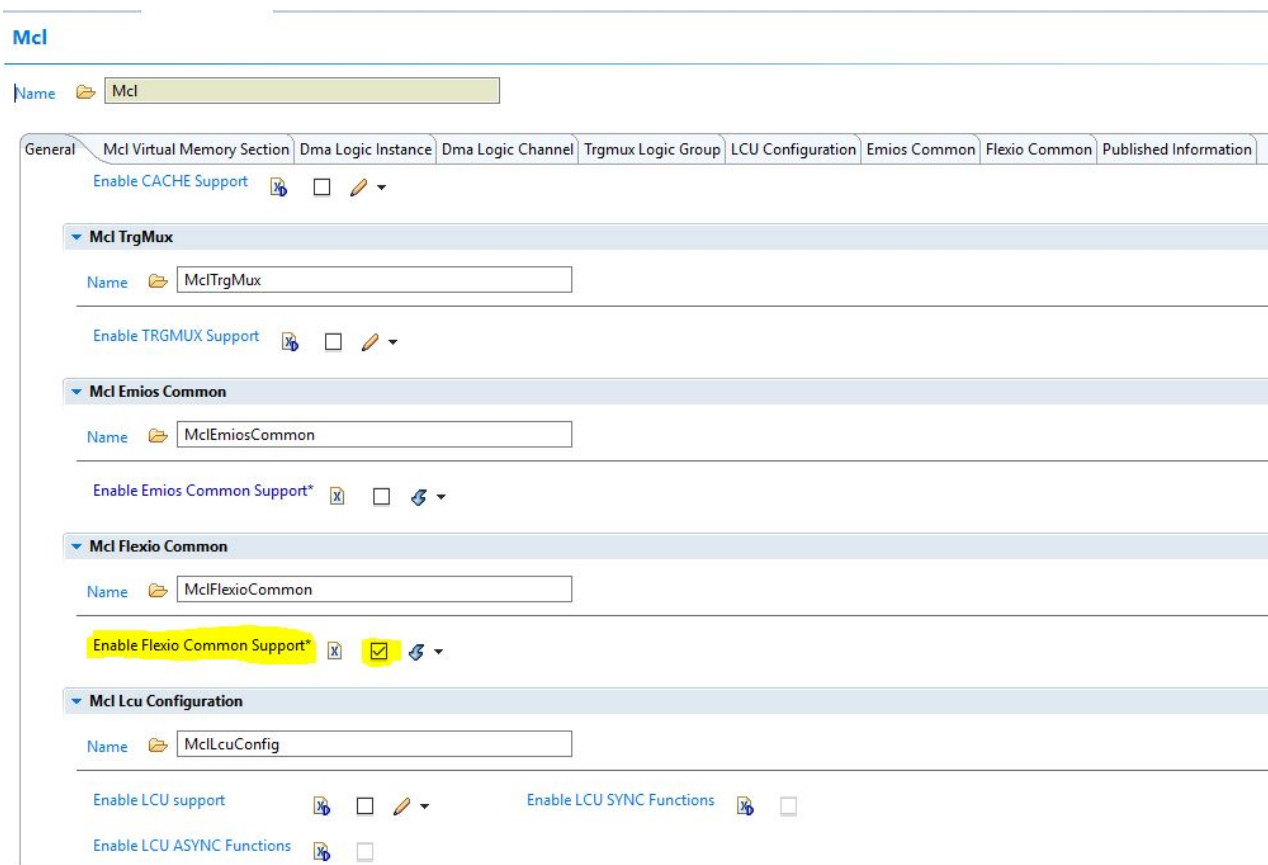 Mcl
Name Mcl
General Mcl Virtual Memory Section Dma Logic Instance Dma Logic Channel Trgmux Logic Group LCU Configuration Emios Common Flexio Common Published Information
Enable CACHE Support
Mcl TrgMux
Name MclTrgMux
Enable TRGMUX Support
Mcl Emios Common
Name MclEmiosCommon
Enable Emios Common Support*
Mcl Flexio Common
Name MclFlexioCommon
Enable Flexio Common Support*
Mcl Lcu Configuration
Name MclLcuConfig
Enable LCU support Enable LCU SYNC Functions
Enable LCU ASYNC Functions